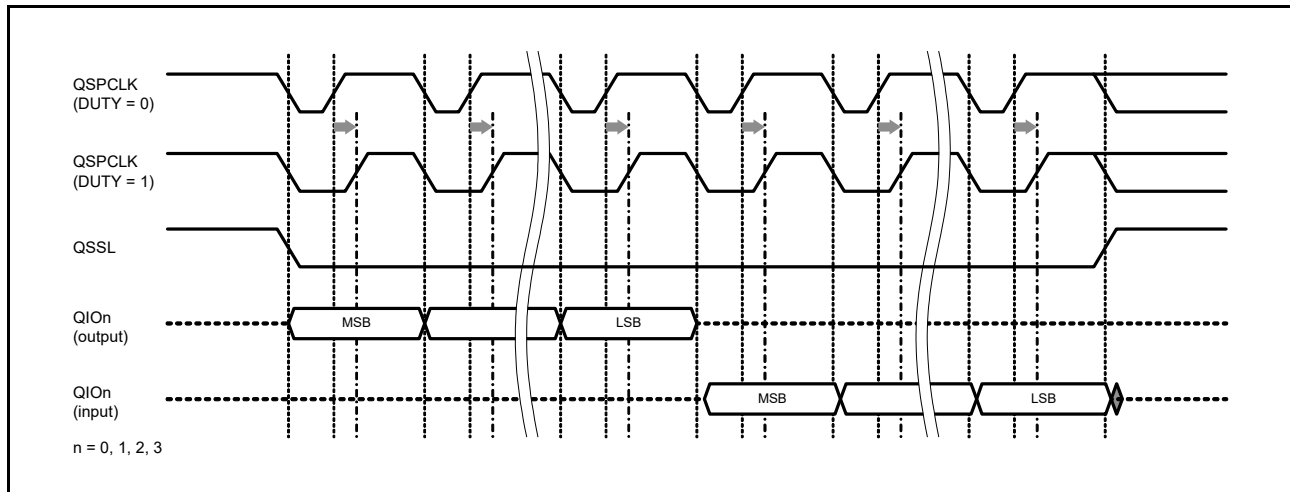 QSPCLK
(DUTY = 0)
QSPCLK
(DUTY = 1)
QSSL
QIOn
(output)
MSB
LSB
QIOn
(input)
MSB
LSB
n = 0, 1, 2, 3